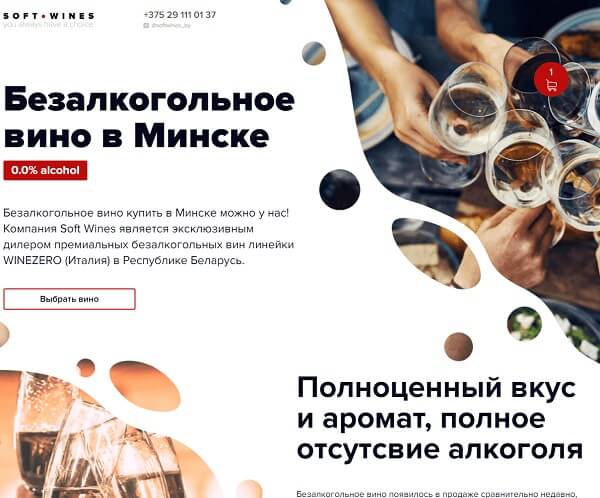 SOFT•WINES
you always have a choice
+375 29 111 01 37
@softwines_by
1
Безалкогольное
вино в Минске
0.0% alcohol
Безалкогольное вино купить в Минске можно у нас!
Компания Soft Wines является эксклюзивным
дилером премиальных безалкогольных вин линейки
WINEZERO (Италия) в Республике Беларусь.
Выбрать вино
Полноценный вкус
и аромат, полное
отсутсвие алкоголя
Безалкогольное вино появилось в продаже сравнительно недавно,